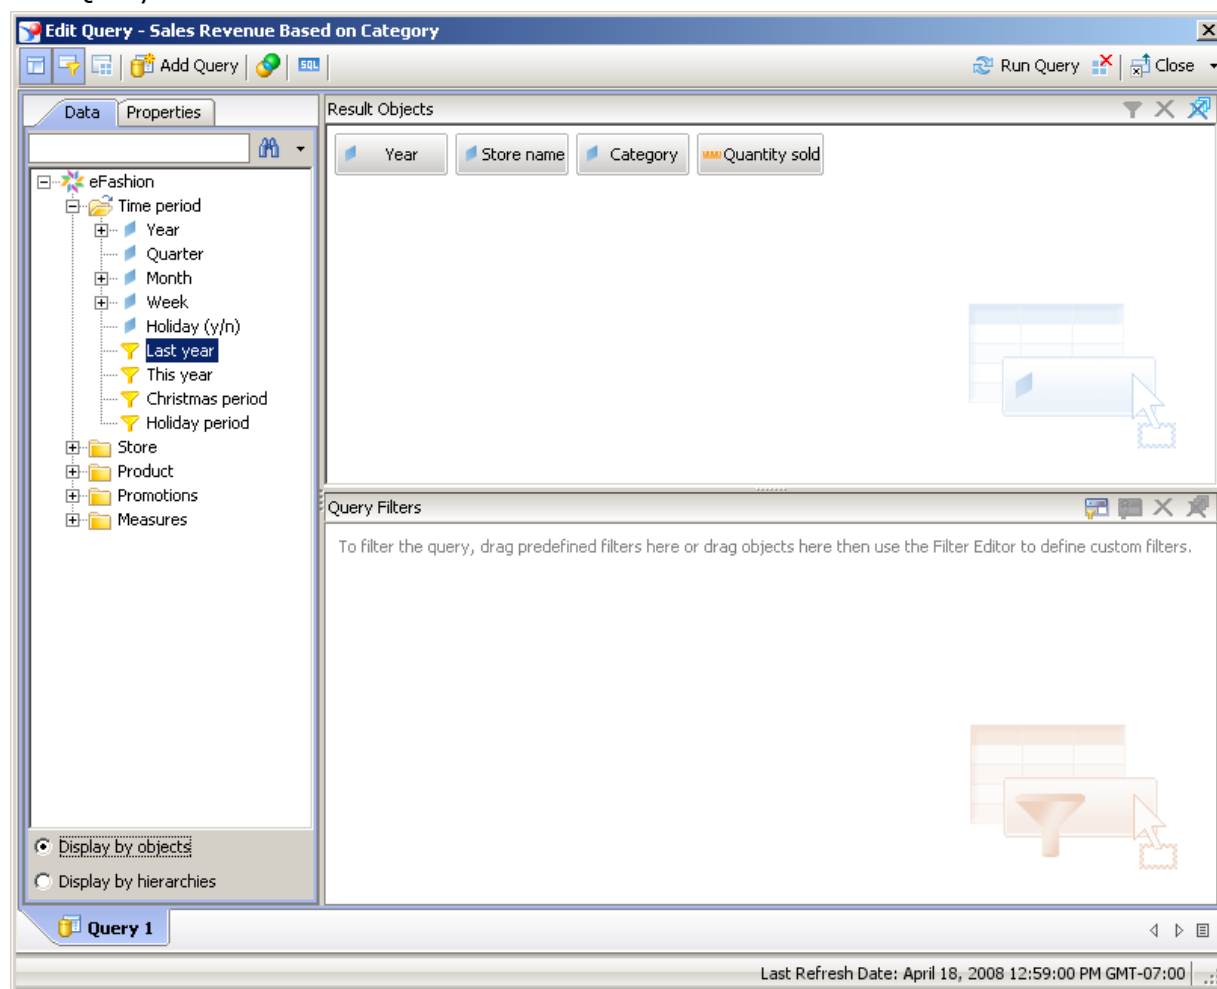 Edit Query - Sales Revenue Based on Category
Add Query
SQL
Run Query
Close
Data
Properties
Result Objects
Year
Store name
Category
Quantity sold
eFashion
Time period
Year
Quarter
Month
Week
Holiday (y/n)
Last year
This year
Christmas period
Holiday period
Store
Product
Promotions
Measures
Query Filters
To filter the query, drag predefined filters here or drag objects here then use the Filter Editor to define custom filters.
Display by objects
Display by hierarchies
Query 1
Last Refresh Date: April 18, 2008 12:59:00 PM GMT-07:00